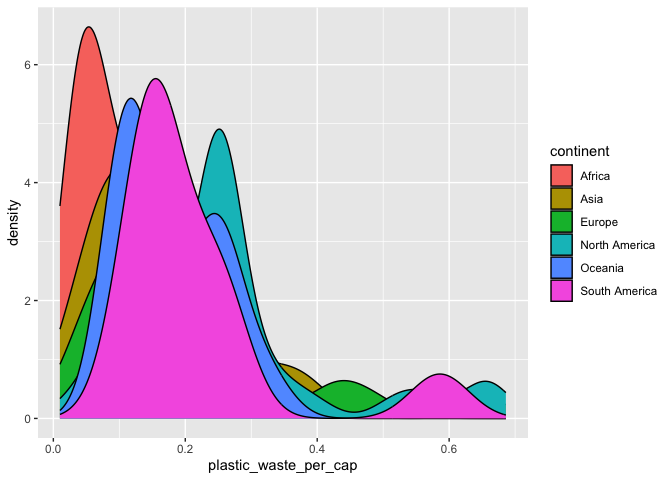 density
6
4
2
0
0.0
0.2
0.4
0.6
plastic_waste_per_cap
continent
Africa
Asia
Europe
North America
Oceania
South America